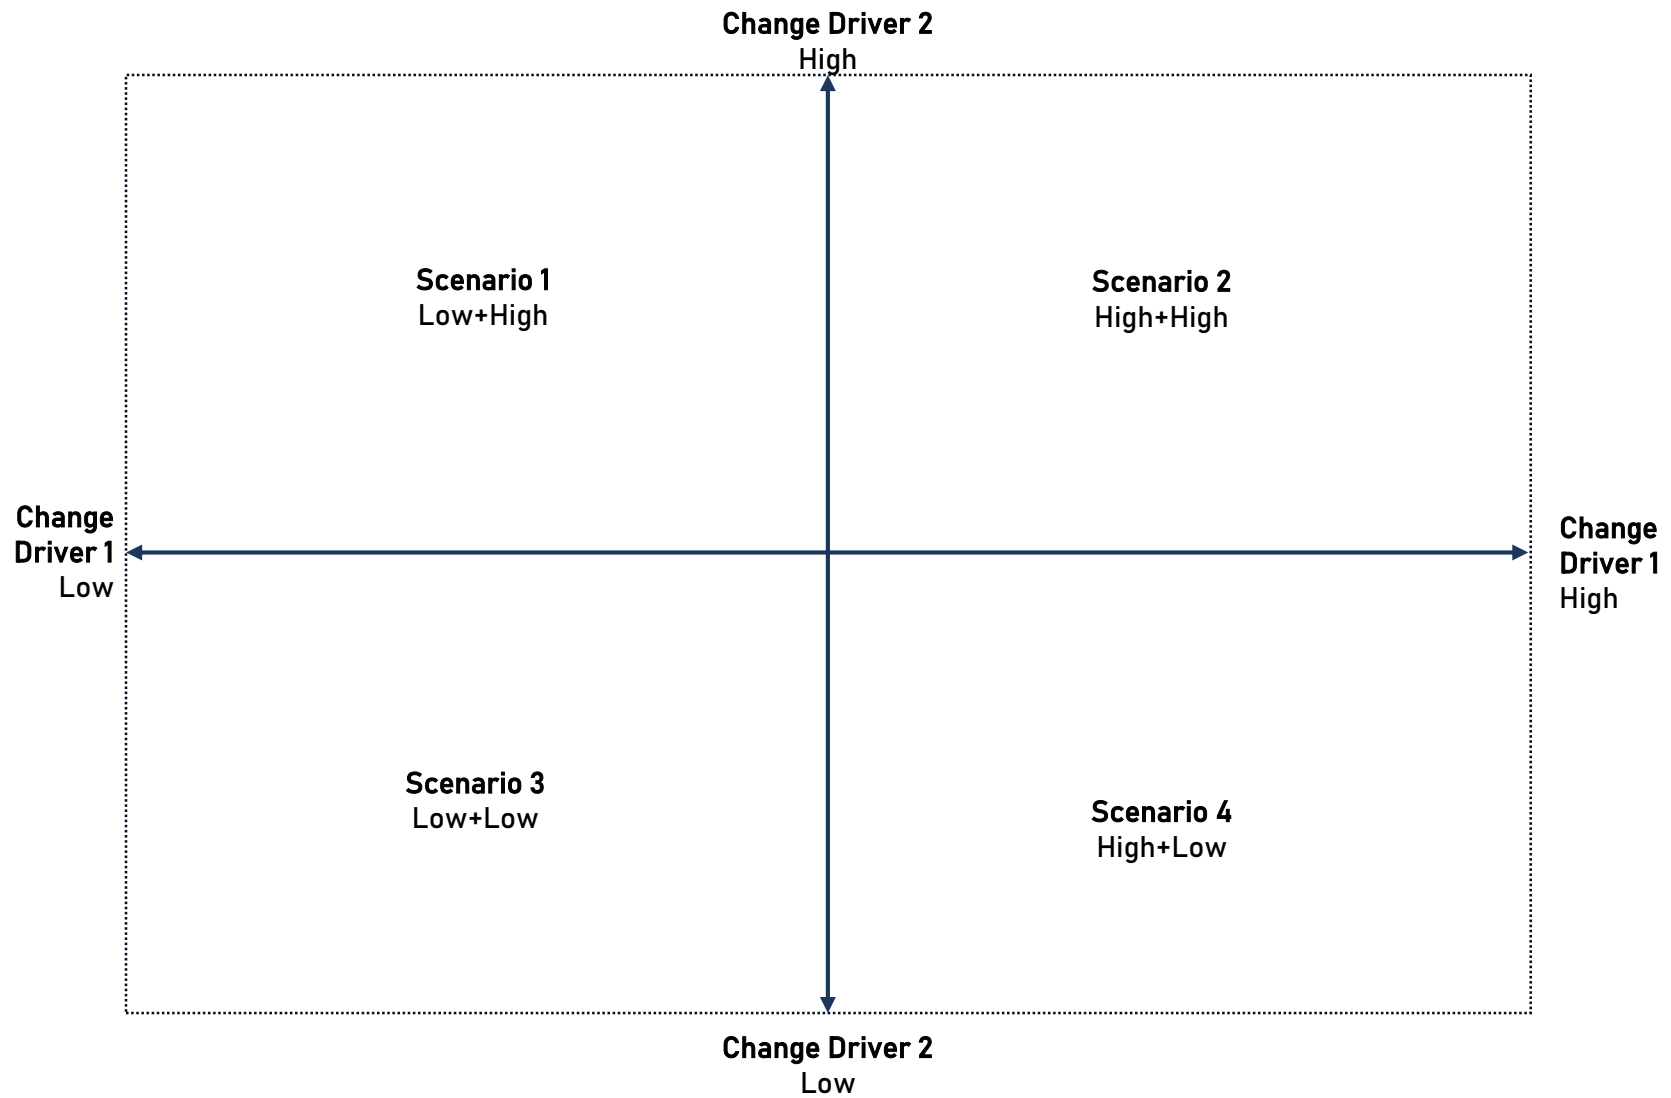 Change Driver 2
High
Scenario 1
Low+High
Scenario 2
High+High
Change
Driver 1
Low
Change
Driver 1
High
Scenario 3
Low+Low
Scenario 4
High+Low
Change Driver 2
Low